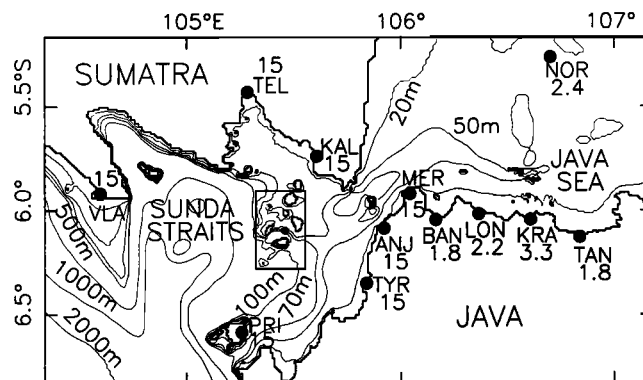 105°E 106° 107°
SUMATRA
15
TEL
NOR
2.4
5.5°S
20m
50m
KAL
15
JAVA
SEA
15
VLA
MER
15
6.0°
SUNDA
STRAITS
ANJ
15
BAN
1.8
LON
2.2
KRA
3.3
TAN
1.8
500m
1000m
2000m
100m
70m
TYR
15
6.5°
PRI
JAVA